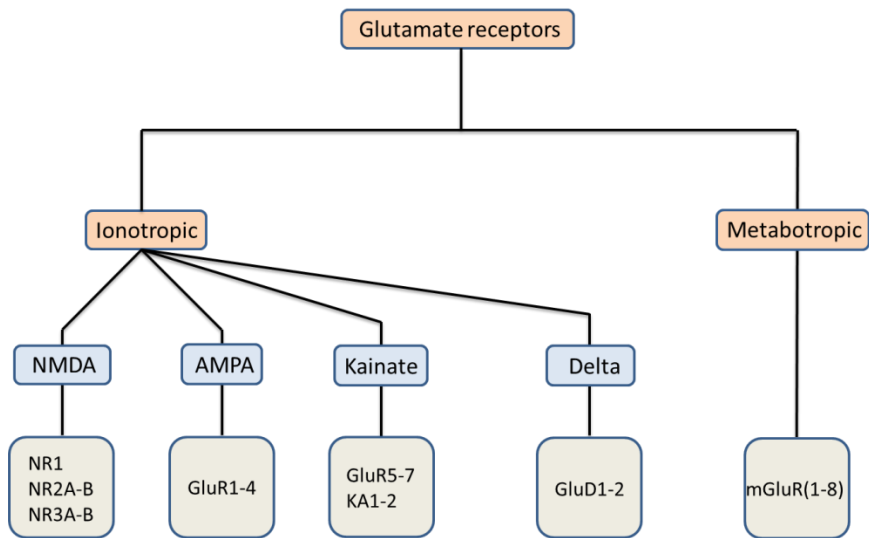 Glutamate receptors
Ionotropic
Metabotropic
NMDA
AMPA
Kainate
Delta
NR1
NR2A-B
NR3A-B
GluR1-4
GluR5-7
KA1-2
GluD1-2
mGluR(1-8)